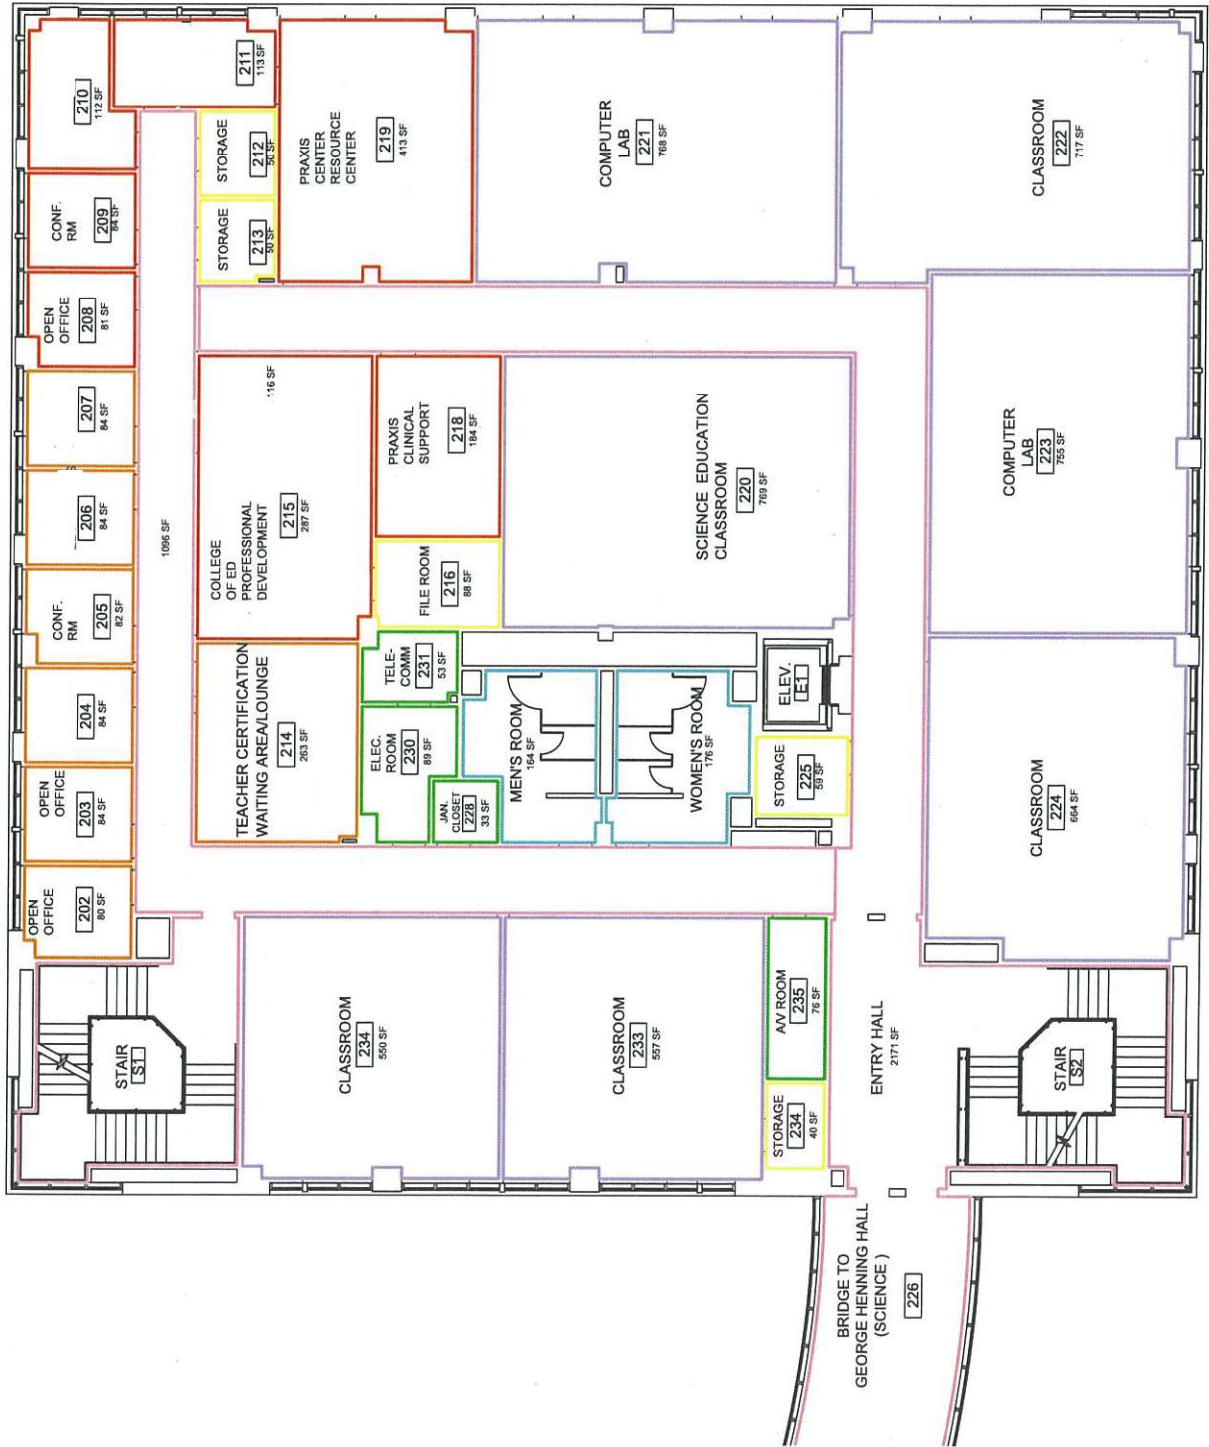 210
112 SF
211
113 SF
CONF.
RM
209
84 SF
STORAGE
212
50 SF
STORAGE
213
50 SF
PRAXIS
CENTER
RESOURCE
CENTER
219
413 SF
COMPUTER
LAB
221
768 SF
CLASSROOM
222
717 SF
OPEN
OFFICE
208
81 SF
207
84 SF
206
84 SF
CONF.
RM
205
82 SF
204
84 SF
OPEN
OFFICE
203
84 SF
OPEN
OFFICE
202
80 SF
1096 SF
COLLEGE
OF ED
PROFESSIONAL
DEVELOPMENT
215
287 SF
116 SF
PRAXIS
CLINICAL
SUPPORT
218
184 SF
FILE ROOM
216
88 SF
SCIENCE EDUCATION
CLASSROOM
220
769 SF
COMPUTER
LAB
223
755 SF
TEACHER CERTIFICATION
WAITING AREA/LOUNGE
214
263 SF
TELE-
COMM
231
53 SF
ELEC.
ROOM
230
89 SF
JAN.
CLOSET
228
33 SF
MEN'S ROOM
164 SF
WOMEN'S ROOM
176 SF
ELEV.
E1
STORAGE
225
59 SF
CLASSROOM
224
664 SF
STAIR
S1
CLASSROOM
234
550 SF
CLASSROOM
233
557 SF
A/V ROOM
235
76 SF
STORAGE
234
40 SF
ENTRY HALL
2171 SF
STAIR
S2
BRIDGE TO
GEORGE HENNING HALL
(SCIENCE )
226